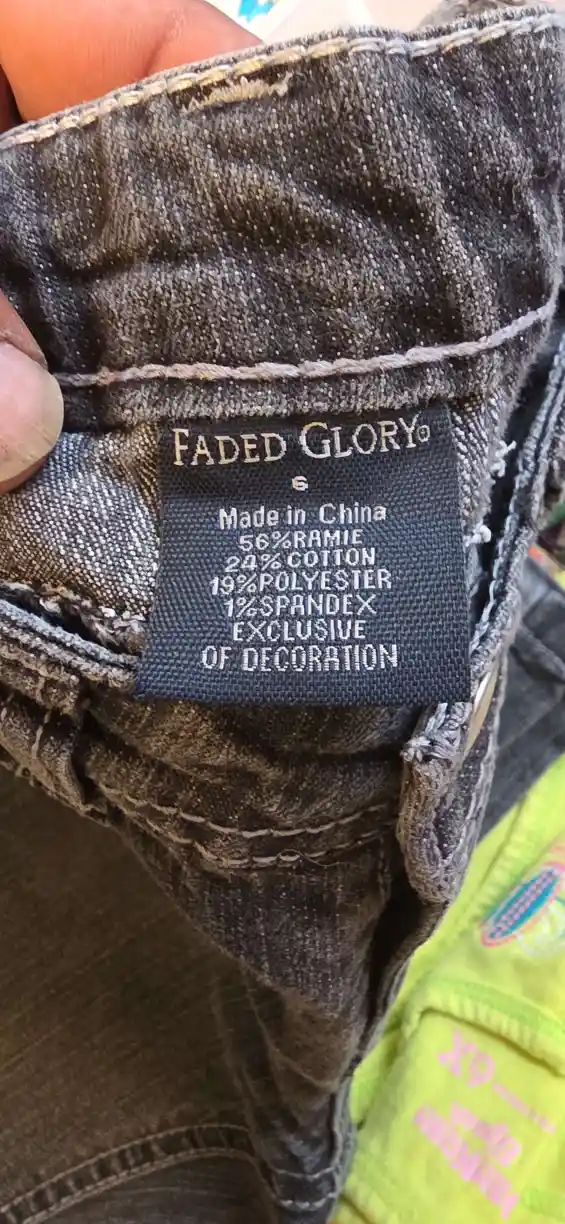 FADED GLORY®
6
Made in China
56%RAMIE
24%COTTON
19%POLYESTER
1%SPANDEX
EXCLUSIVE
OF DECORATION